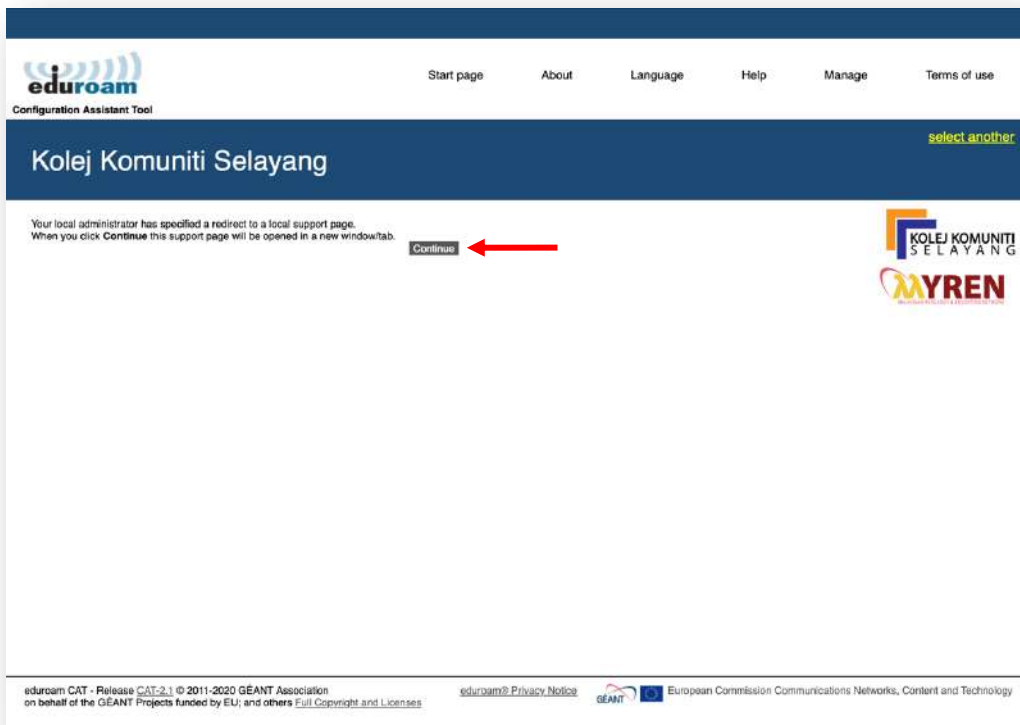 eduroam
Configuration Assistant Tool
Start page About Language Help Manage Terms of use
select another
Kolej Komuniti Selayang
Your local administrator has specified a redirect to a local support page.
When you click Continue this support page will be opened in a new window/tab.
Continue
KOLEJ KOMUNITI
SELAYANG
MYREN
eduroam CAT - Release CAT-2.1 © 2011-2020 GÉANT Association
on behalf of the GÉANT Projects funded by EU; and others Full Copyright and Licenses
eduroam® Privacy Notice
GÉANT
European Commission Communications Networks, Content and Technology